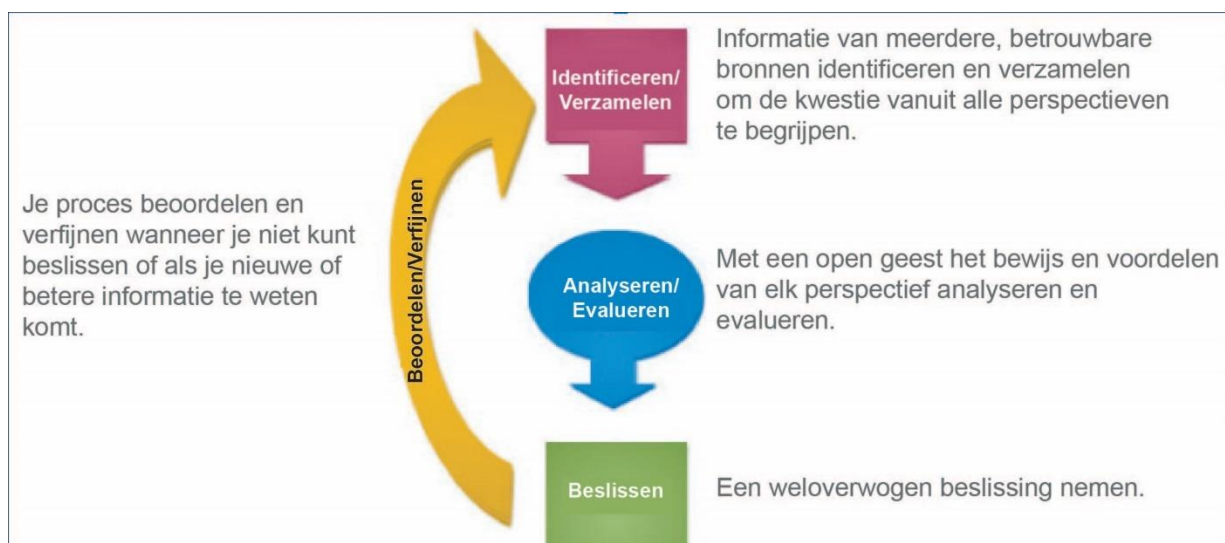 Identificeren/
Verzamelen
Informatie van meerdere, betrouwbare
bronnen identificeren en verzamelen
om de kwestie vanuit alle perspectieven
te begrijpen.
Je proces beoordelen en
verfijnen wanneer je niet kunt
beslissen of als je nieuwe of
betere informatie te weten
komt.
Beoordelen/Verfijnen
Analyseren/
Evalueren
Met een open geest het bewijs en voordelen
van elk perspectief analyseren en
evalueren.
Beslissen
Een weloverwogen beslissing nemen.